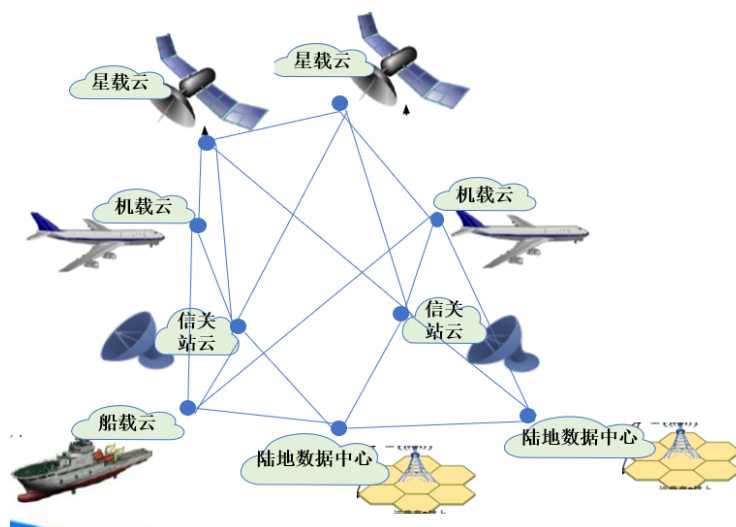 星载云
星载云
机载云
机载云
信关
站云
信关
站云
船载云
陆地数据中心
陆地数据中心